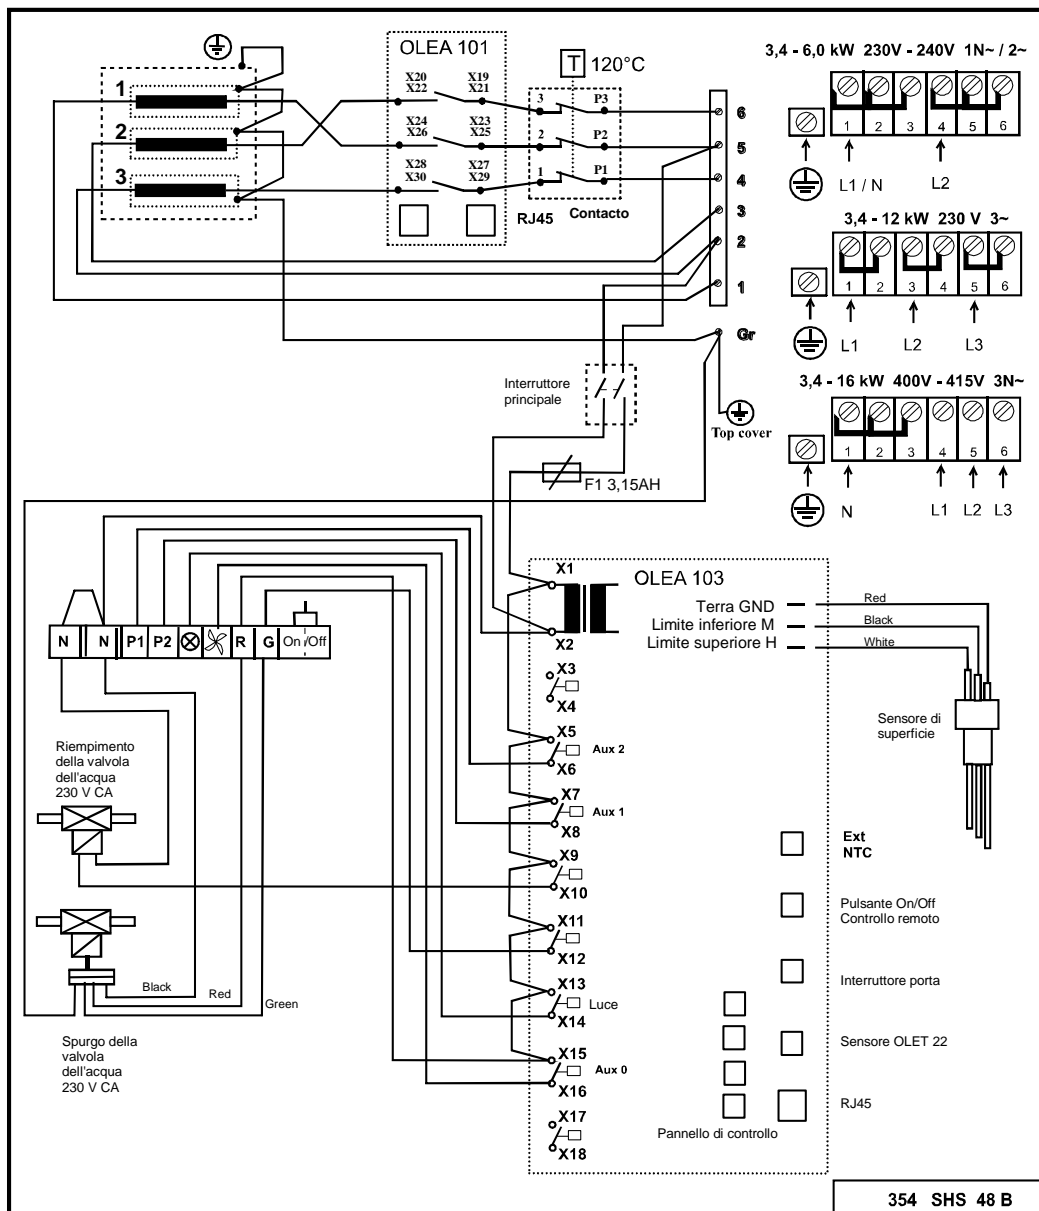 OLEA 101
T 120°C
1
2
3
X20 X19
X22 X21
X24 X23
X26 X25
X28 X27
X30 X29
3 P3
2 P2
1 P1
RJ45
Contacto
6
5
4
3
2
1
Gr
Top cover
Interruttore
principale
F1 3,15AH
3,4 - 6,0 kW 230V - 240V 1N~ / 2~
1 2 3 4 5 6
L1 / N L2
3,4 - 12 kW 230 V 3~
1 2 3 4 5 6
L1 L2 L3
3,4 - 16 kW 400V - 415V 3N~
1 2 3 4 5 6
N L1 L2 L3
N N P1 P2 R G On/Off
Riempimento
della valvola
dell'acqua
230 V CA
Black
Red
Green
Spurgo della
valvola
dell'acqua
230 V CA
OLEA 103
X1
X2
X3
X4
X5
Aux 2
X6
X7
Aux 1
X8
X9
X10
X11
X12
X13
Luce
X14
X15
Aux 0
X16
X17
X18
Terra GND
Limite inferiore M
Limite superiore H
Red
Black
White
Sensore di
superficie
Ext
NTC
Pulsante On/Off
Controllo remoto
Interruttore porta
Sensore OLET 22
RJ45
Pannello di controllo
354 SHS 48 B